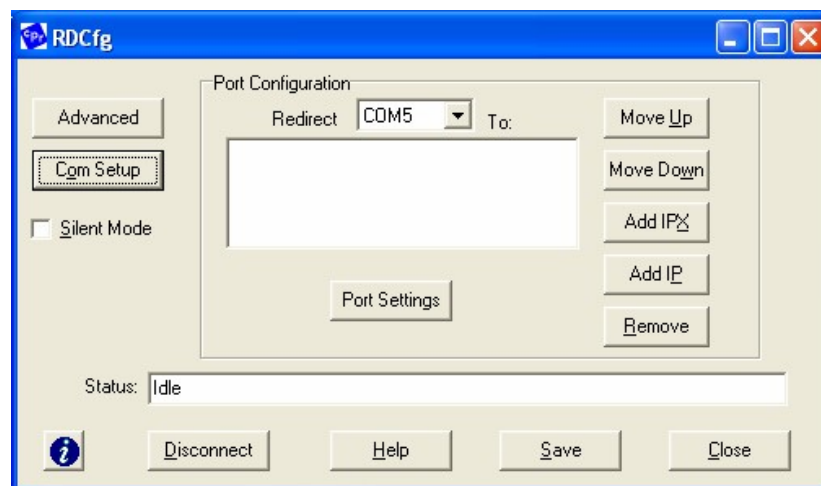 RDCfg
Port Configuration
Advanced
Redirect COM5 To:
Move Up
Com Setup
Move Down
Silent Mode
Add IPX
Add IP
Port Settings
Remove
Status: Idle
Disconnect Help Save Close